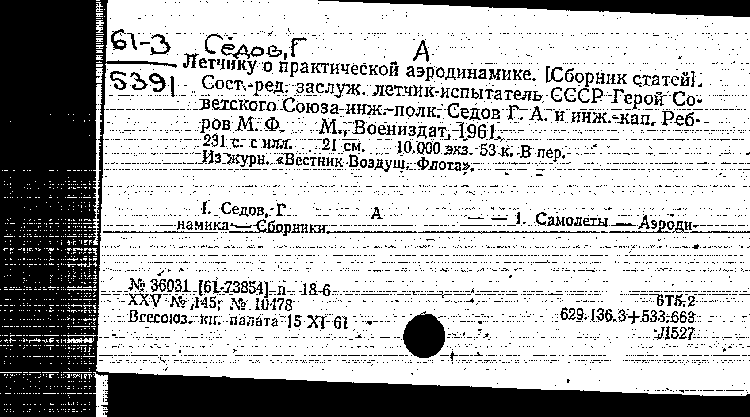 61-3 Седов, Г А
5391
Летчику о практической аэродинамике. [Сборник статей].
Сост.-ред. заслуж. летчик-испытатель СССР Герой Со-
ветского Союза инж.-полк. Седов Г. А. и инж.-кап. Реб-
ров М. Ф. М., Воениздат, 1961.
231 с. с илл. 21 см. 10.000 экз. 53 к. В пер.
Из журн. «Вестник Воздуш. Флота».
I. Седов, Г А — — 1. Самолеты — Аэроди-
намика — Сборники.
№ 36031 [61-73854] п 18-6
XXV № 145; № 10478
Всесоюз. кн. палата 15 XI 61
6Т5.2
629.136.3+533.663
Л527